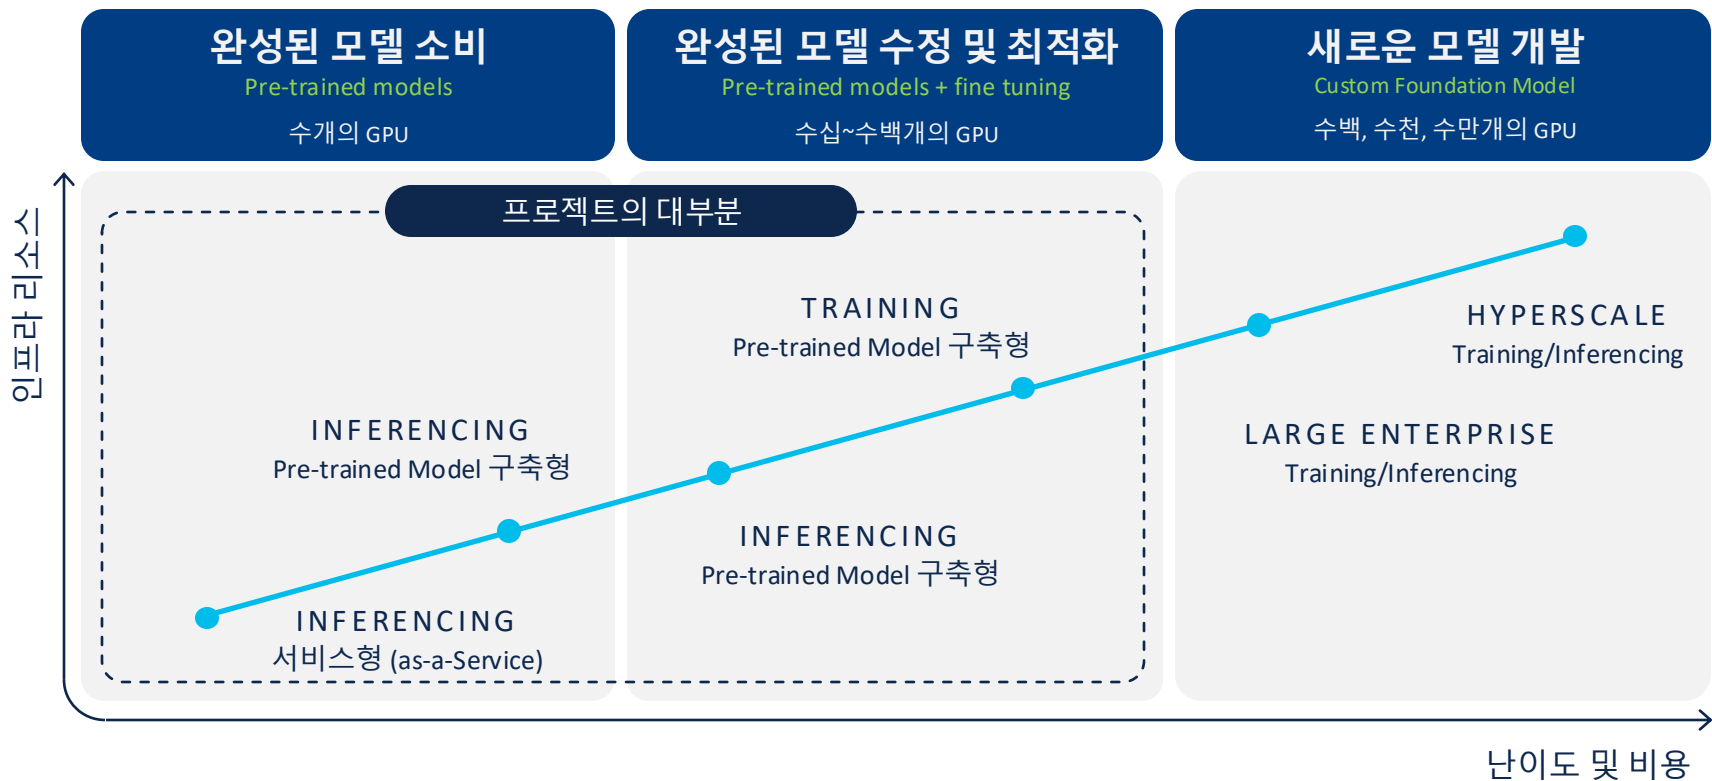 완성된 모델 소비
Pre-trained models
수개의 GPU
완성된 모델 수정 및 최적화
Pre-trained models + fine tuning
수십~수백개의 GPU
새로운 모델 개발
Custom Foundation Model
수백, 수천, 수만개의 GPU
인프라 리소스
프로젝트의 대부분
INFERENCING
Pre-trained Model 구축형
INFERENCING
서비스형 (as-a-Service)
TRAINING
Pre-trained Model 구축형
INFERENCING
Pre-trained Model 구축형
HYPERSCALE
Training/Inferencing
LARGE ENTERPRISE
Training/Inferencing
난이도 및 비용